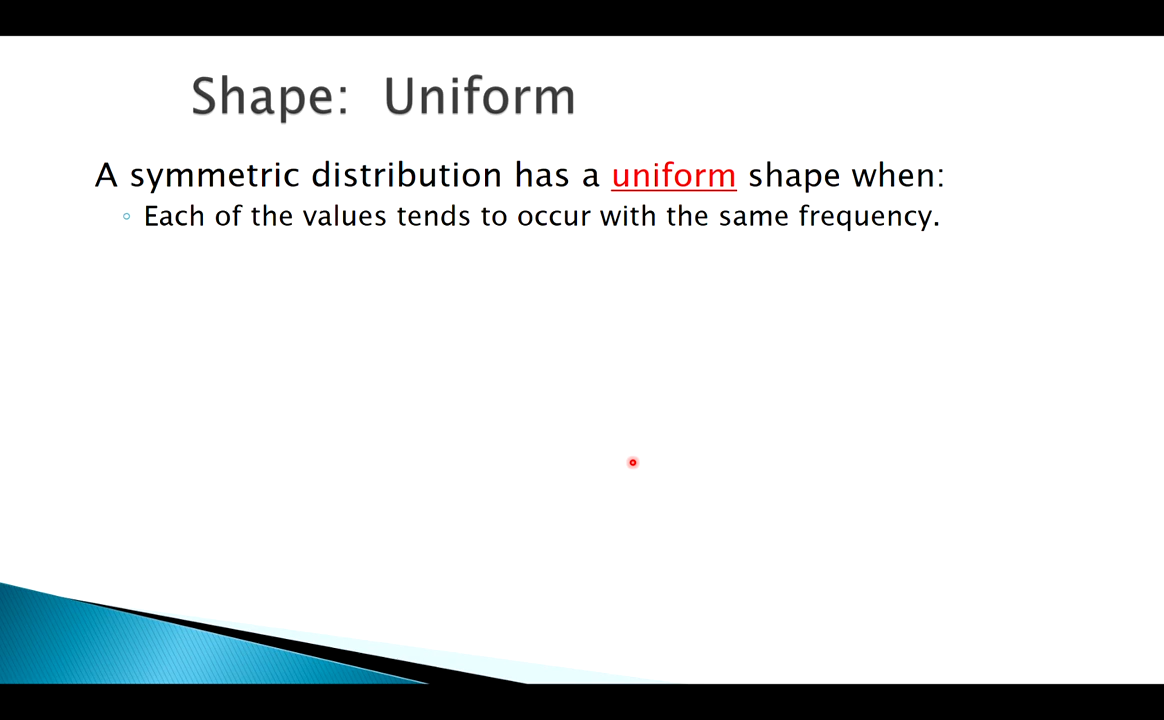 Shape: Uniform
A symmetric distribution has a uniform shape when:
Each of the values tends to occur with the same frequency.